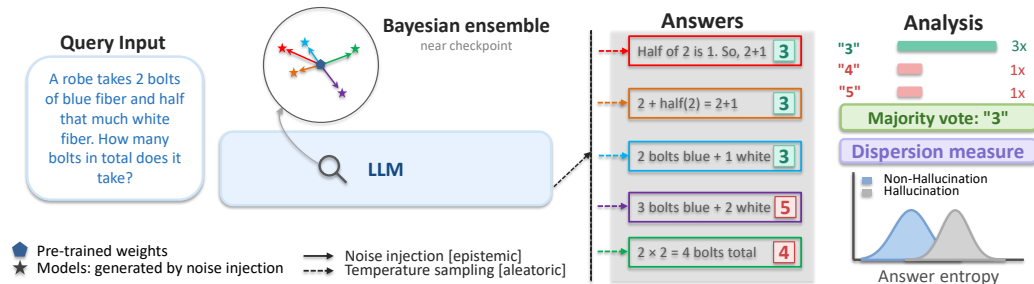 Query Input
A robe takes 2 bolts
of blue fiber and half
that much white
fiber. How many
bolts in total does it
take?
Bayesian ensemble
near checkpoint
LLM
Pre-trained weights
Models: generated by noise injection
Noise injection [epistemic]
Temperature sampling [aleatoric]
Answers
Half of 2 is 1. So, 2+1 3
2 + half(2) = 2+1 3
2 bolts blue + 1 white 3
3 bolts blue + 2 white 5
2 × 2 = 4 bolts total 4
Analysis
"3" 3x
"4" 1x
"5" 1x
Majority vote: "3"
Dispersion measure
Non-Hallucination
Hallucination
Answer entropy